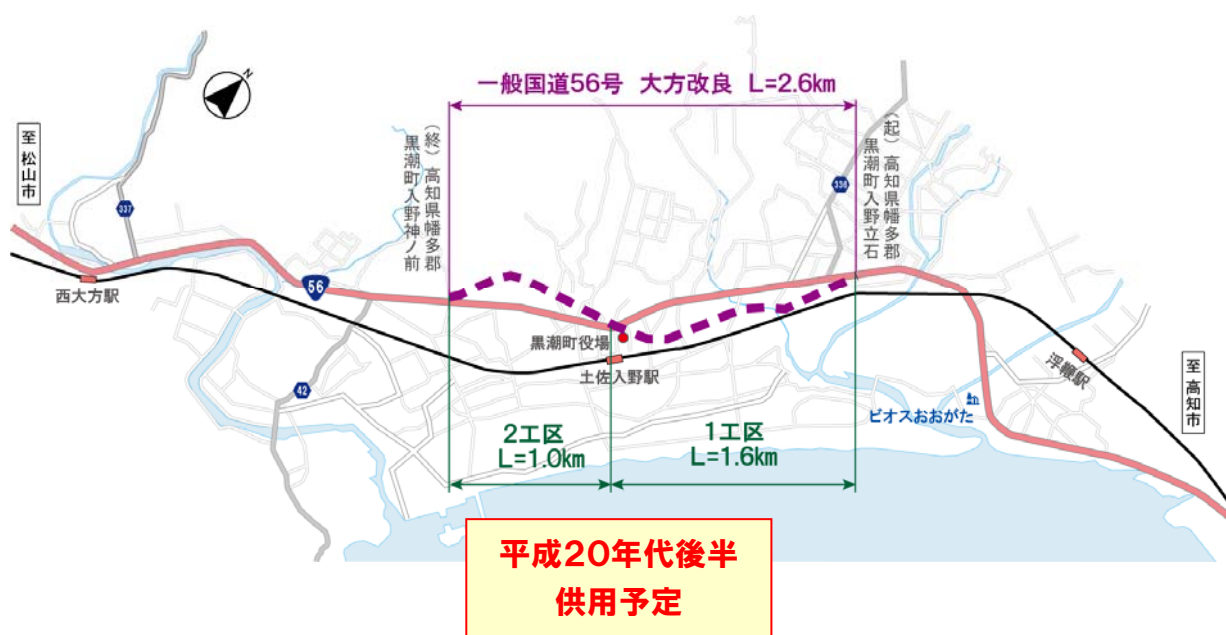 一般国道56号 大方改良 L=2.6km
N
至松山市
337
(終)高知県幡多郡
黒潮町入野神ノ前
336
(起)高知県幡多郡
黒潮町入野立石
56
西大方駅
黒潮町役場
土佐入野駅
浮鞭駅
至高知市
42
ビオスおおがた
2工区
L=1.0km
1工区
L=1.6km
平成20年代後半
供用予定